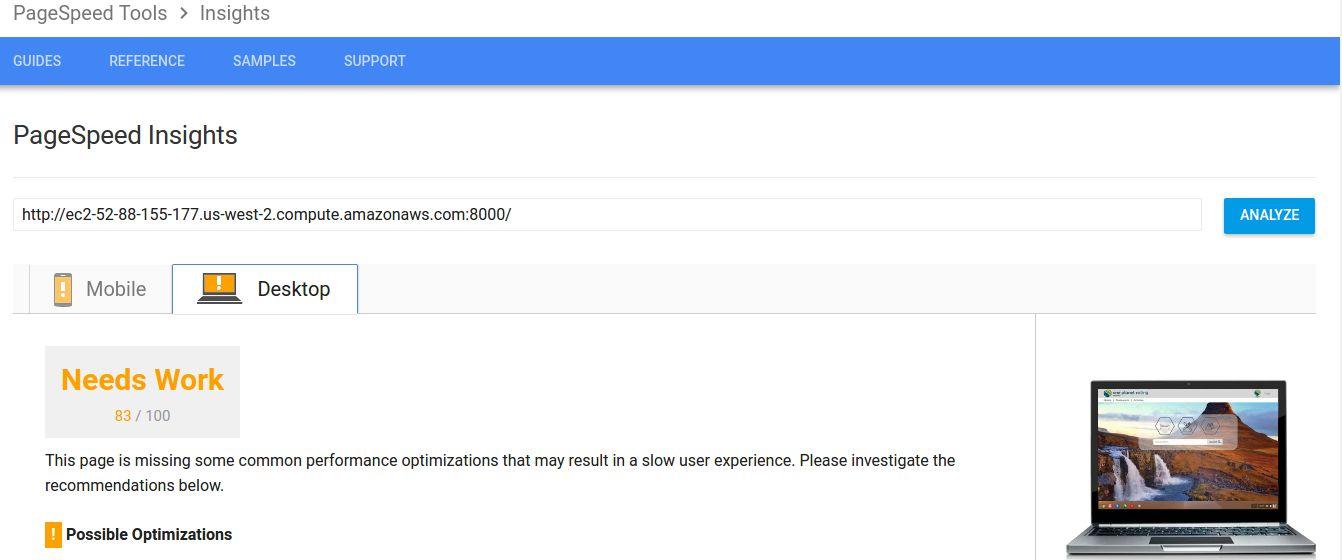 PageSpeed Tools > Insights
GUIDES REFERENCE SAMPLES SUPPORT
PageSpeed Insights
http://ec2-52-88-155-177.us-west-2.compute.amazonaws.com:8000/ ANALYZE
Mobile Desktop
Needs Work
83 / 100
This page is missing some common performance optimizations that may result in a slow user experience. Please investigate the
recommendations below.
! Possible Optimizations